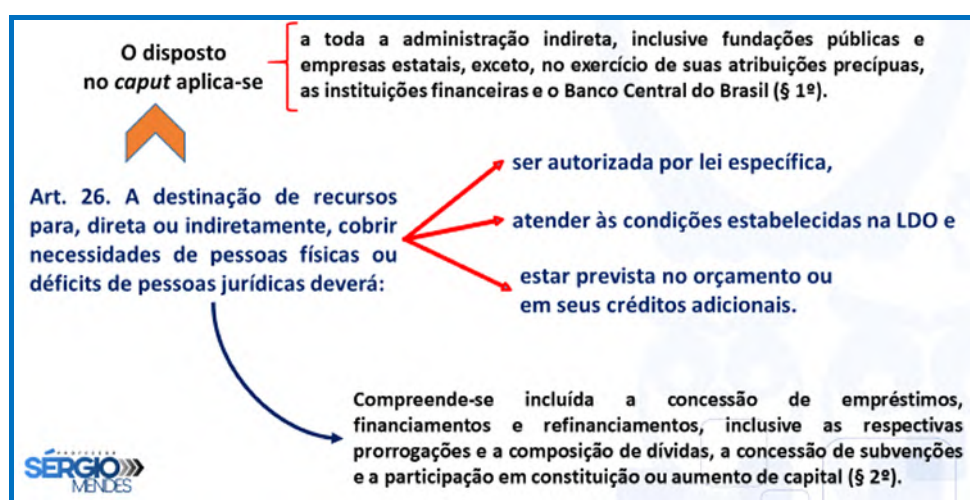 O disposto
no caput aplica-se
a toda a administração indireta, inclusive fundações públicas e
empresas estatais, exceto, no exercício de suas atribuições precípuas,
as instituições financeiras e o Banco Central do Brasil (§ 1º).
Art. 26. A destinação de recursos
para, direta ou indiretamente, cobrir
necessidades de pessoas físicas ou
déficits de pessoas jurídicas deverá:
ser autorizada por lei específica,
atender às condições estabelecidas na LDO e
estar prevista no orçamento ou
em seus créditos adicionais.
Compreende-se incluída a concessão de empréstimos,
financiamentos e refinanciamentos, inclusive as respectivas
prorrogações e a composição de dívidas, a concessão de subvenções
e a participação em constituição ou aumento de capital (§ 2º).
PROFESSOR
SÉRGIO
MENDES